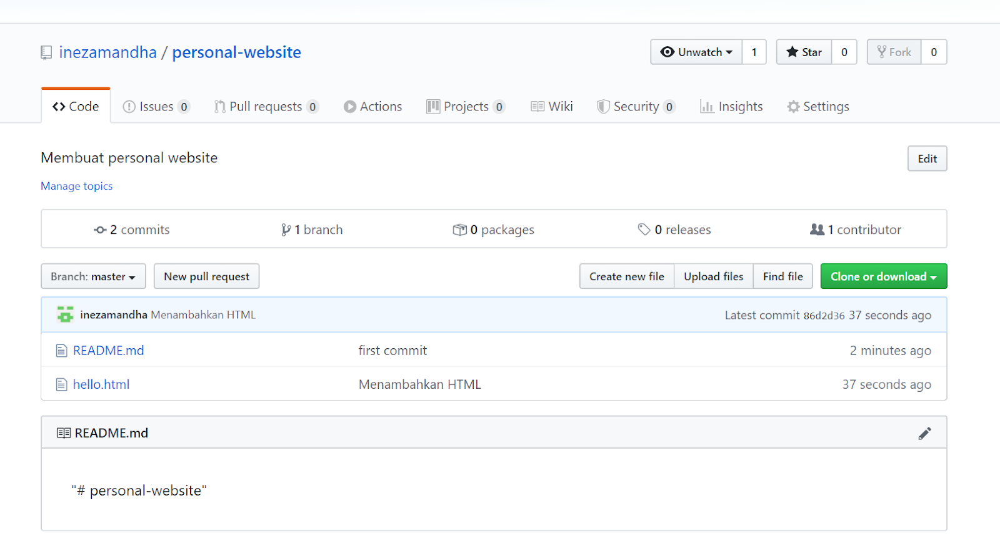 inezamandha / personal-website
Unwatch 1 Star 0 Fork 0
Code Issues 0 Pull requests 0 Actions Projects 0 Wiki Security 0 Insights Settings
Membuat personal website Edit
Manage topics
2 commits 1 branch 0 packages 0 releases 1 contributor
Branch: master New pull request Create new file Upload files Find file Clone or download
inezamandha Menambahkan HTML Latest commit 86d2d36 37 seconds ago
README.md first commit 2 minutes ago
hello.html Menambahkan HTML 37 seconds ago
README.md
"# personal-website"